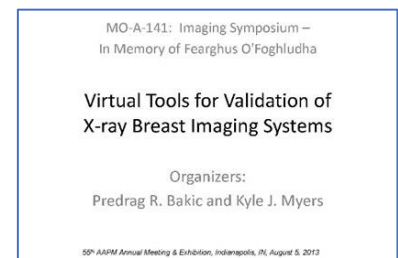 MO-A-141: Imaging Symposium –
In Memory of Fearghus O'Foghludha
Virtual Tools for Validation of
X-ray Breast Imaging Systems
Organizers:
Predrag R. Bakic and Kyle J. Myers
55th AAPM Annual Meeting & Exhibition, Indianapolis, IN, August 5, 2013